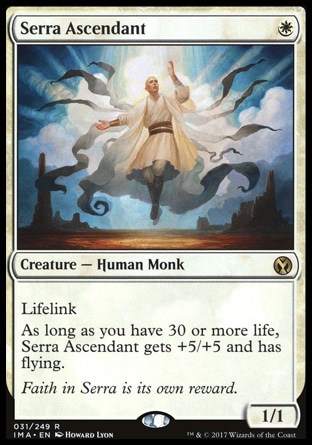 Serra Ascendant
Creature — Human Monk
Lifelink
As long as you have 30 or more life,
Serra Ascendant gets +5/+5 and has
flying.
Faith in Serra is its own reward.
1/1
031/249 R
IMA • EN Howard Lyon
™ & © 2017 Wizards of the Coast